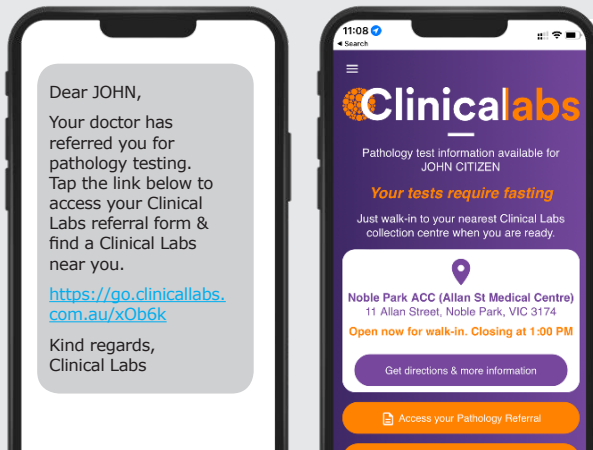 Dear JOHN,
Your doctor has
referred you for
pathology testing.
Tap the link below to
access your Clinical
Labs referral form &
find a Clinical Labs
near you.
https://go.clinicallabs.
com.au/xOb6k
Kind regards,
Clinical Labs
11:08
◀ Search
Clinicalabs
Pathology test information available for
JOHN CITIZEN
Your tests require fasting
Just walk-in to your nearest Clinical Labs
collection centre when you are ready.
Noble Park ACC (Allan St Medical Centre)
11 Allan Street, Noble Park, VIC 3174
Open now for walk-in. Closing at 1:00 PM
Get directions & more information
Access your Pathology Referral